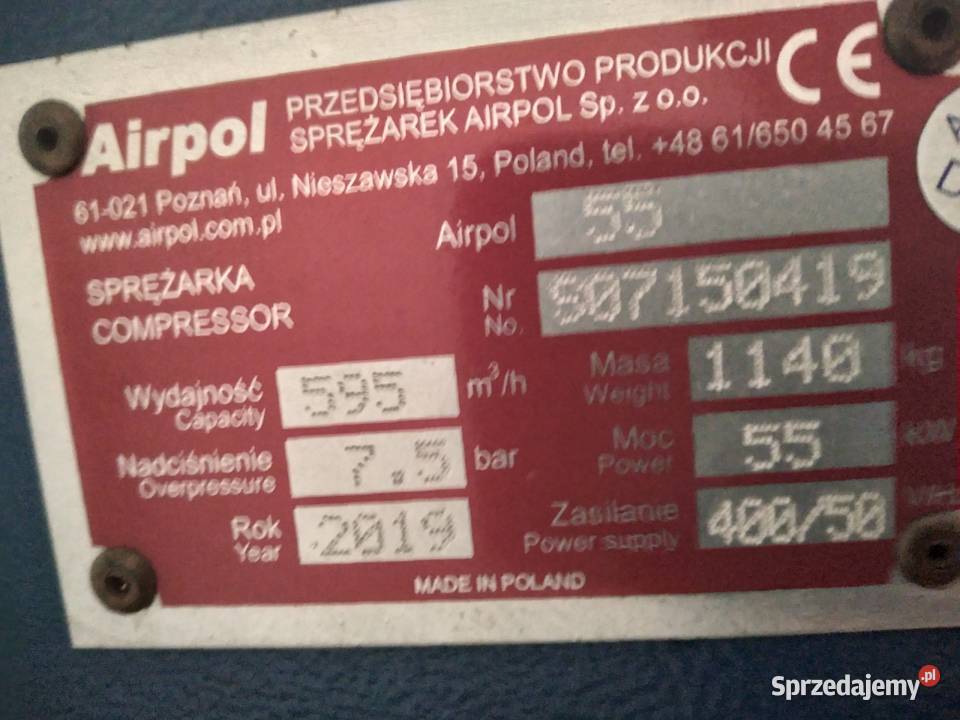 Airpol
PRZEDSIĘBIORSTWO PRODUKCJI
SPRĘŻAREK AIRPOL Sp. z o.o.
CE
61-021 Poznań, ul. Nieszawska 15, Poland, tel. +48 61/650 45 67
www.airpol.com.pl
Airpol 55
SPRĘŻARKA
COMPRESSOR
Nr
No.
S07150419
Wydajność
Capacity
595 m³/h
Masa
Weight
1140 kg
Nadciśnienie
Overpressure
7.5 bar
Moc
Power
55 kW
Rok
Year
2019
Zasilanie
Power supply
400/50 V/Hz
MADE IN POLAND
Sprzedajemy.pl